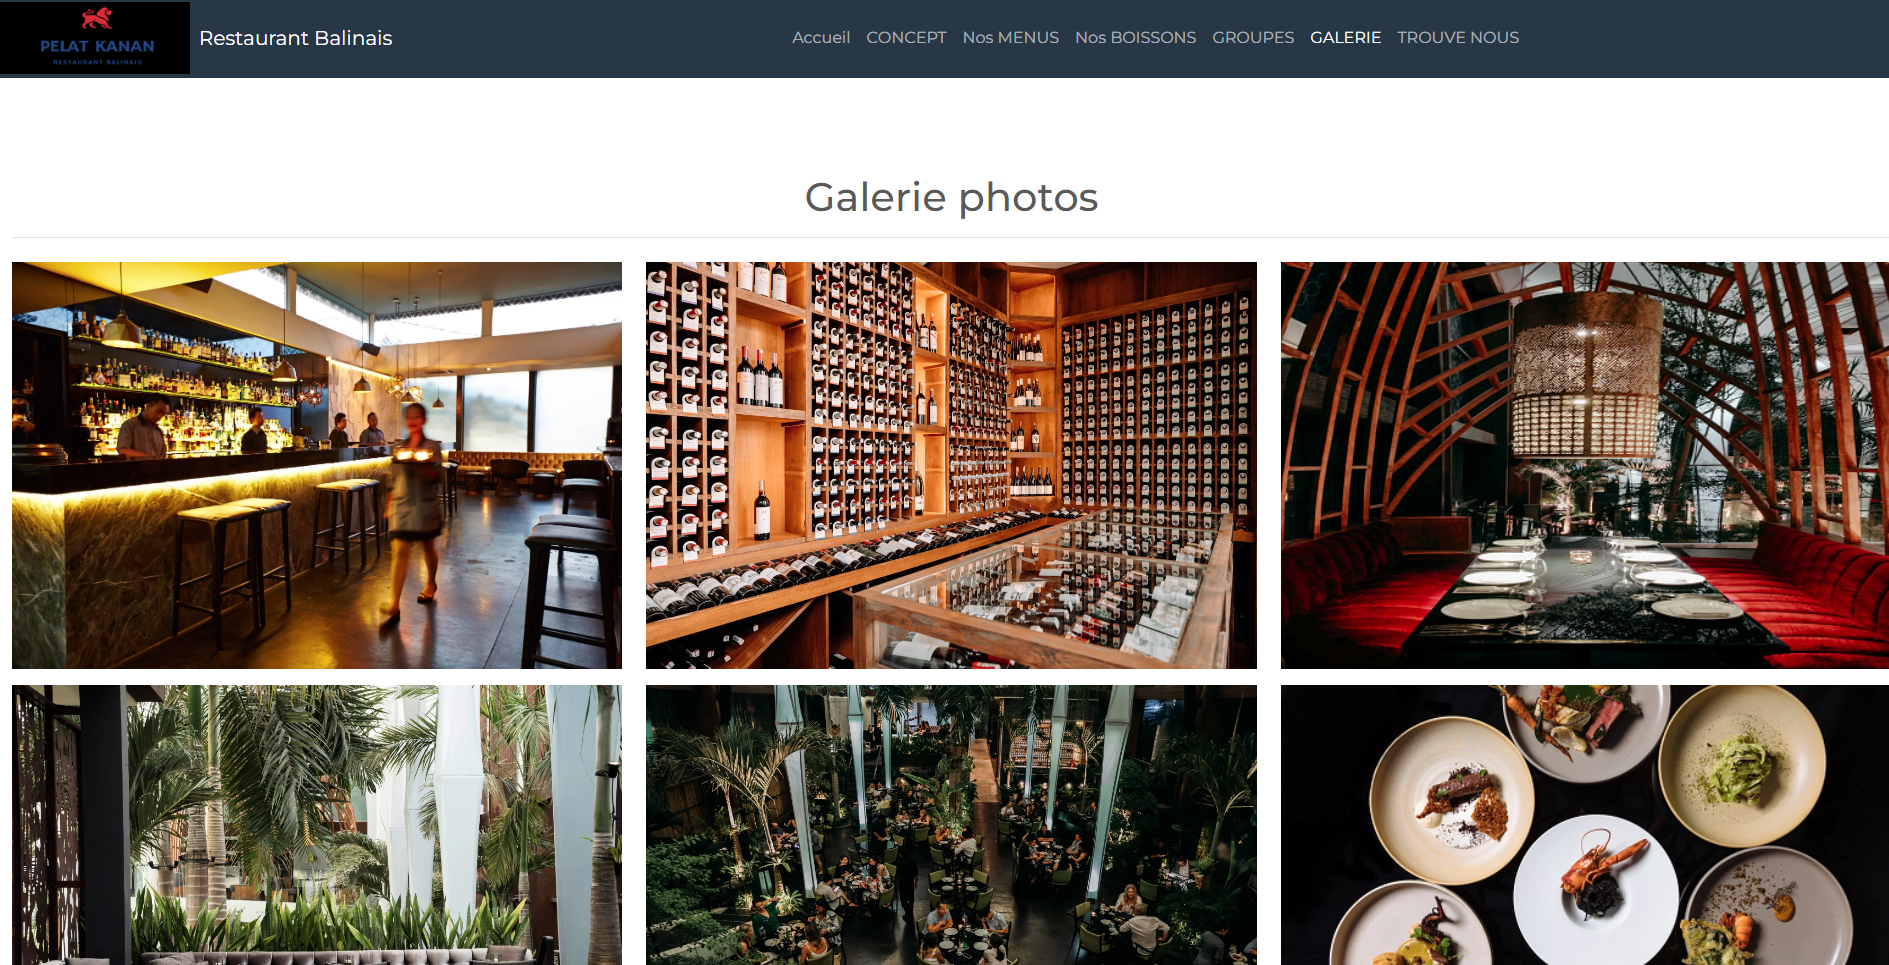 PELAT KANAN
RESTAURANT BALINAIS
Restaurant Balinais
Accueil CONCEPT Nos MENUS Nos BOISSONS GROUPES GALERIE TROUVE NOUS
Galerie photos